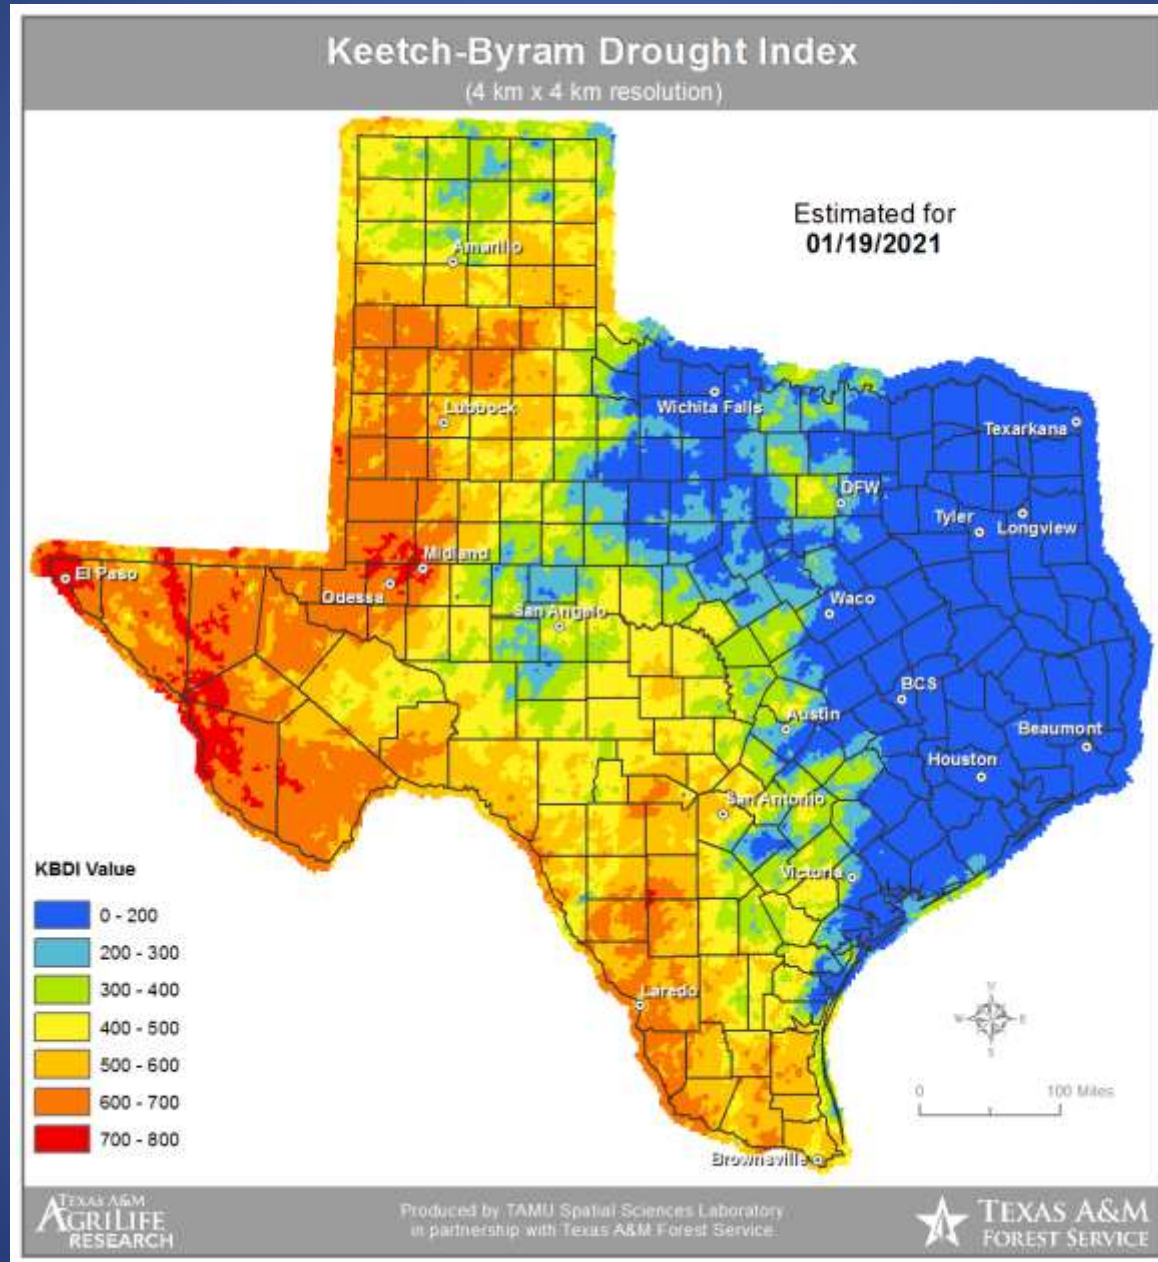 Keetch-Byram Drought Index
(4 km x 4 km resolution)
Estimated for
01/19/2021
Amarillo
Lubbock
Wichita Falls
Texarkana
DFW
Tyler
Longview
Midland
El Paso
Odessa
San Angelo
Waco
BCS
Austin
Beaumont
Houston
San Antonio
Victoria
Laredo
Brownsville
KBDI Value
0 - 200
200 - 300
300 - 400
400 - 500
500 - 600
600 - 700
700 - 800
N
W E
S
0 100 Miles
TEXAS A&M
AGRILIFE
RESEARCH
Produced by TAMU Spatial Sciences Laboratory
in partnership with Texas A&M Forest Service.
TEXAS A&M
FOREST SERVICE